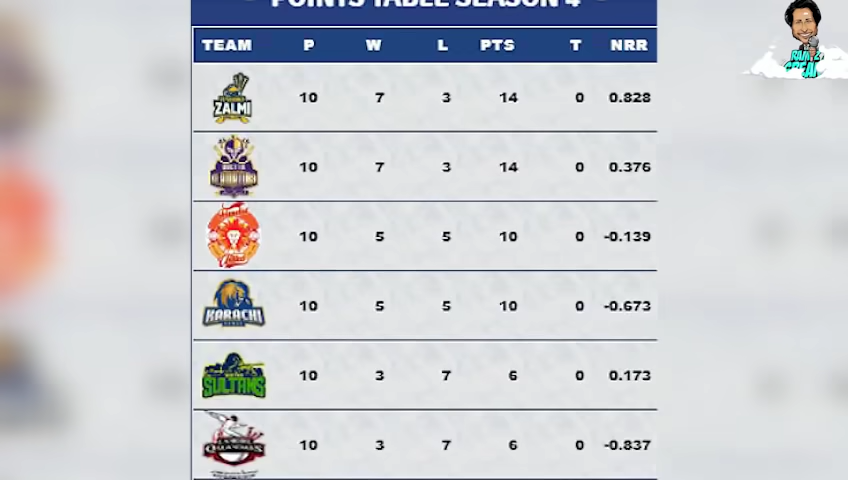 POINTS TABLE SEASON 4
TEAM P W L PTS T NRR
ZALMI 10 7 3 14 0 0.828
10 7 3 14 0 0.376
United 10 5 5 10 0 -0.139
KARACHI 10 5 5 10 0 -0.673
SULTANS 10 3 7 6 0 0.173
QALANDARS 10 3 7 6 0 -0.837